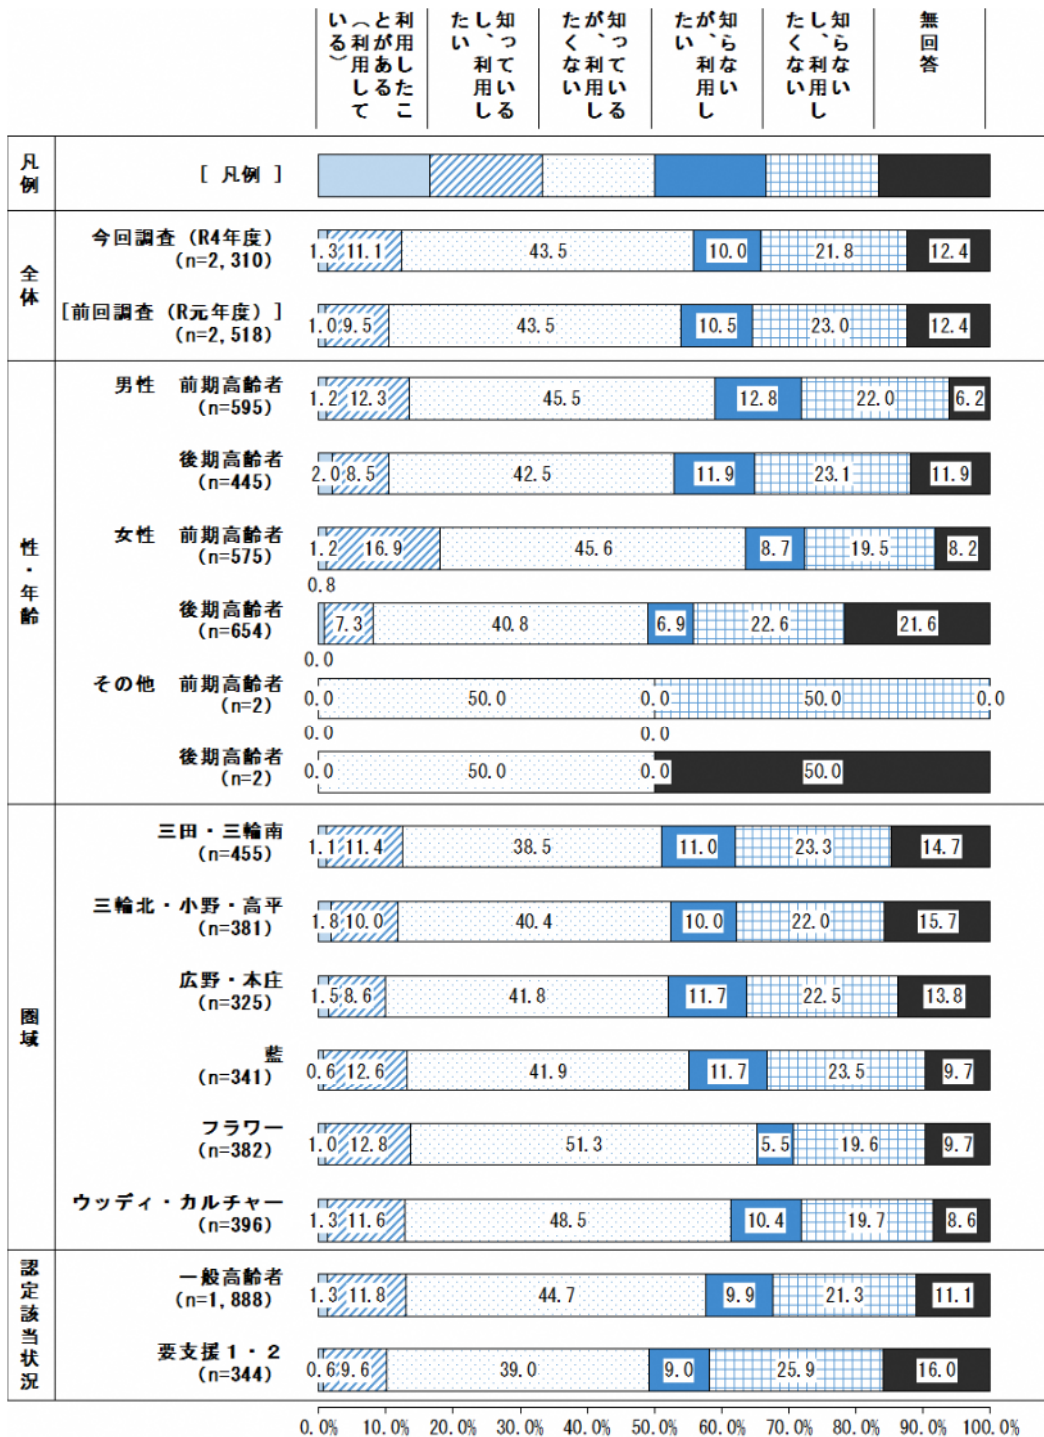 利用したこ
とがある
（利用して
いる）
知っている
し、利用し
たい
知っている
が、利用し
たくない
知らない
が、利用し
たい
知らない
し、利用し
たくない
無回答
凡例
[ 凡例 ]
全体
今回調査（R4年度）
(n=2,310)
1.3 11.1 43.5 10.0 21.8 12.4
[前回調査（R元年度）]
(n=2,518)
1.0 9.5 43.5 10.5 23.0 12.4
性・年齢
男性 前期高齢者
(n=595)
1.2 12.3 45.5 12.8 22.0 6.2
後期高齢者
(n=445)
2.0 8.5 42.5 11.9 23.1 11.9
女性 前期高齢者
(n=575)
1.2 16.9 45.6 8.7 19.5 8.2
0.8
後期高齢者
(n=654)
7.3 40.8 6.9 22.6 21.6
0.0
その他 前期高齢者
(n=2)
0.0 50.0 0.0 50.0 0.0
0.0 0.0
後期高齢者
(n=2)
0.0 50.0 0.0 50.0
圏域
三田・三輪南
(n=455)
1.1 11.4 38.5 11.0 23.3 14.7
三輪北・小野・高平
(n=381)
1.8 10.0 40.4 10.0 22.0 15.7
広野・本庄
(n=325)
1.5 8.6 41.8 11.7 22.5 13.8
藍
(n=341)
0.6 12.6 41.9 11.7 23.5 9.7
フラワー
(n=382)
1.0 12.8 51.3 5.5 19.6 9.7
ウッディ・カルチャー
(n=396)
1.3 11.6 48.5 10.4 19.7 8.6
認定該当状況
一般高齢者
(n=1,888)
1.3 11.8 44.7 9.9 21.3 11.1
要支援１・２
(n=344)
0.6 9.6 39.0 9.0 25.9 16.0
0.0% 10.0% 20.0% 30.0% 40.0% 50.0% 60.0% 70.0% 80.0% 90.0% 100.0%